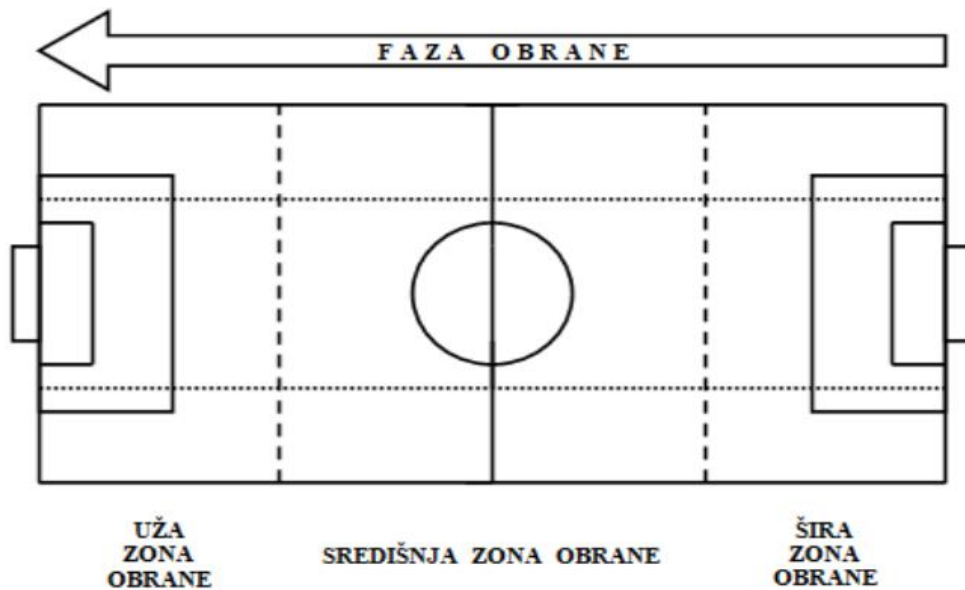 FAZA OBRANE
UŽA
ZONA
OBRANE
SREDIŠNJA ZONA OBRANE
ŠIRA
ZONA
OBRANE